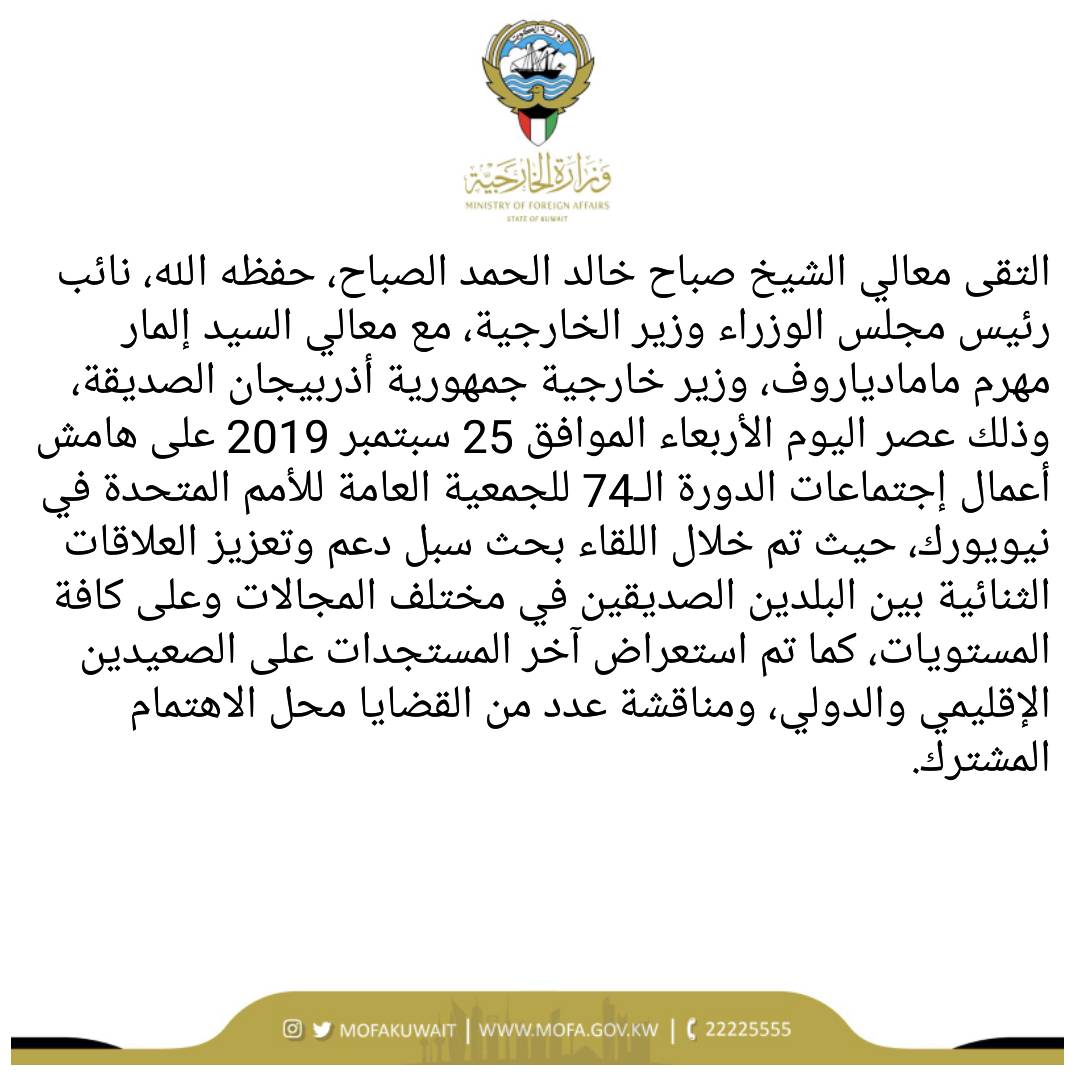 دولة الكويت
وزارة الخارجية
MINISTRY OF FOREIGN AFFAIRS
STATE OF KUWAIT
التقى معالي الشيخ صباح خالد الحمد الصباح، حفظه الله، نائب
رئيس مجلس الوزراء وزير الخارجية، مع معالي السيد إلمار
مهرم مامادياروف، وزير خارجية جمهورية أذربيجان الصديقة،
وذلك عصر اليوم الأربعاء الموافق 25 سبتمبر 2019 على هامش
أعمال إجتماعات الدورة الـ74 للجمعية العامة للأمم المتحدة في
نيويورك، حيث تم خلال اللقاء بحث سبل دعم وتعزيز العلاقات
الثنائية بين البلدين الصديقين في مختلف المجالات وعلى كافة
المستويات، كما تم استعراض آخر المستجدات على الصعيدين
الإقليمي والدولي، ومناقشة عدد من القضايا محل الاهتمام
المشترك.
MOFAKUWAIT | WWW.MOFA.GOV.KW | 22225555